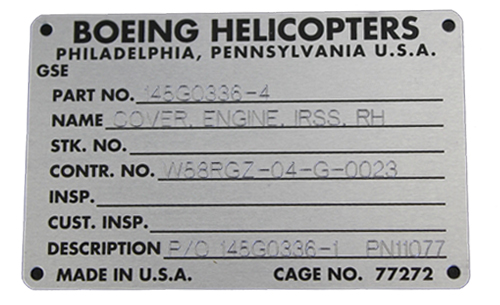 BOEING HELICOPTERS
PHILADELPHIA, PENNSYLVANIA U.S.A.
GSE
PART NO. 145G0336-4
NAME COVER, ENGINE, IRSS, RH
STK. NO.
CONTR. NO. W58RGZ-04-G-0023
INSP.
CUST. INSP.
DESCRIPTION P/O 145G0336-1 PN11077
MADE IN U.S.A. CAGE NO. 77272